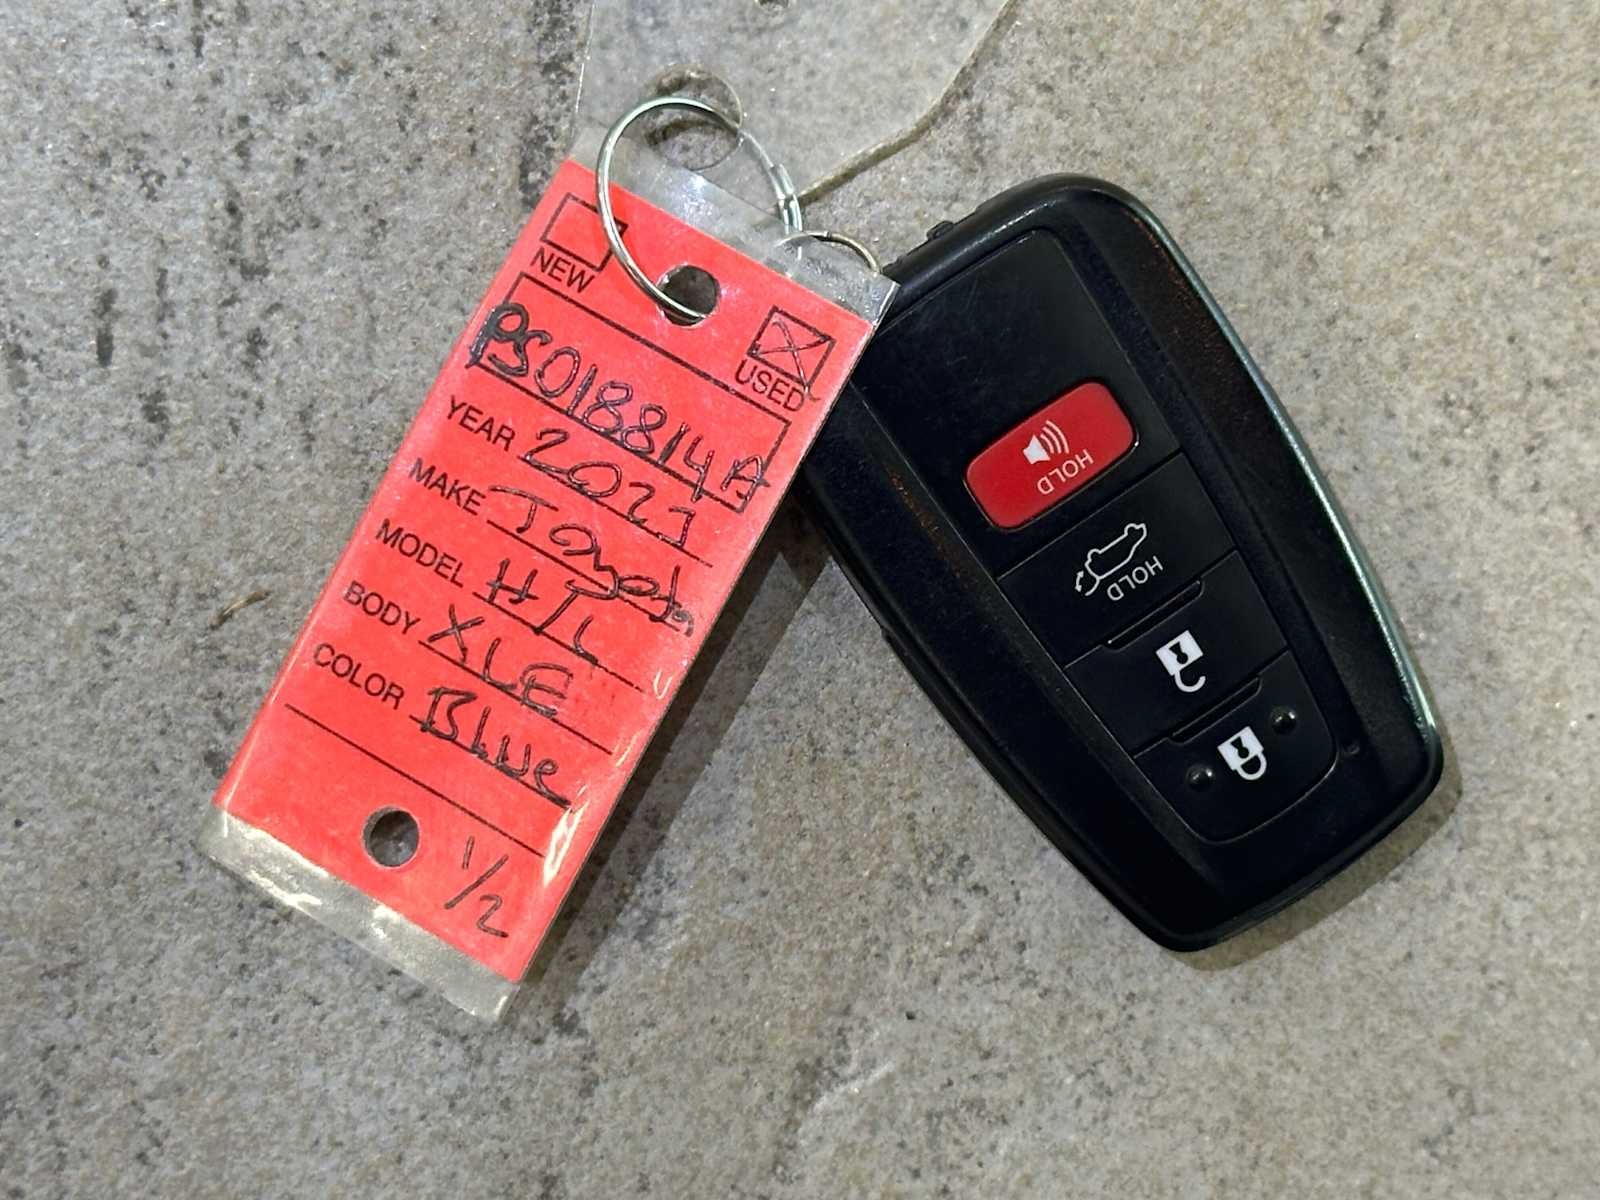 NEW
USED
PS018814A
YEAR 2021
MAKE Toyota
MODEL H/L
BODY XLE
COLOR Blue
1/2
HOLD
HOLD